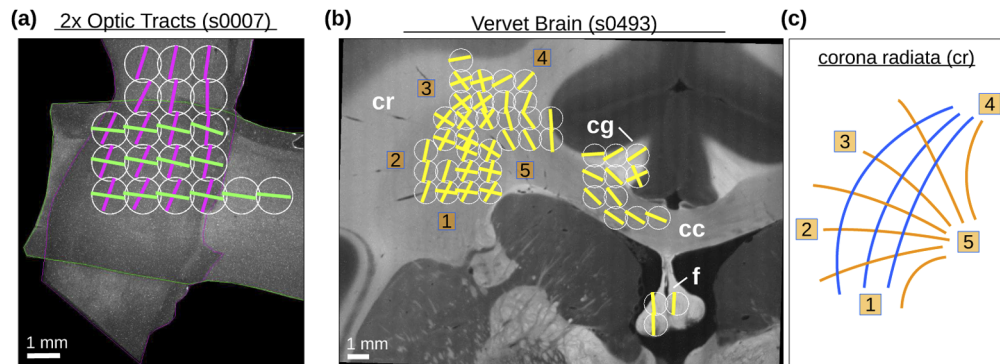 (a) 2x Optic Tracts (s0007)
1 mm
(b) Vervet Brain (s0493)
4
3
cr
cg
2
5
1
cc
f
1 mm
(c)
corona radiata (cr)
4
3
2
5
1